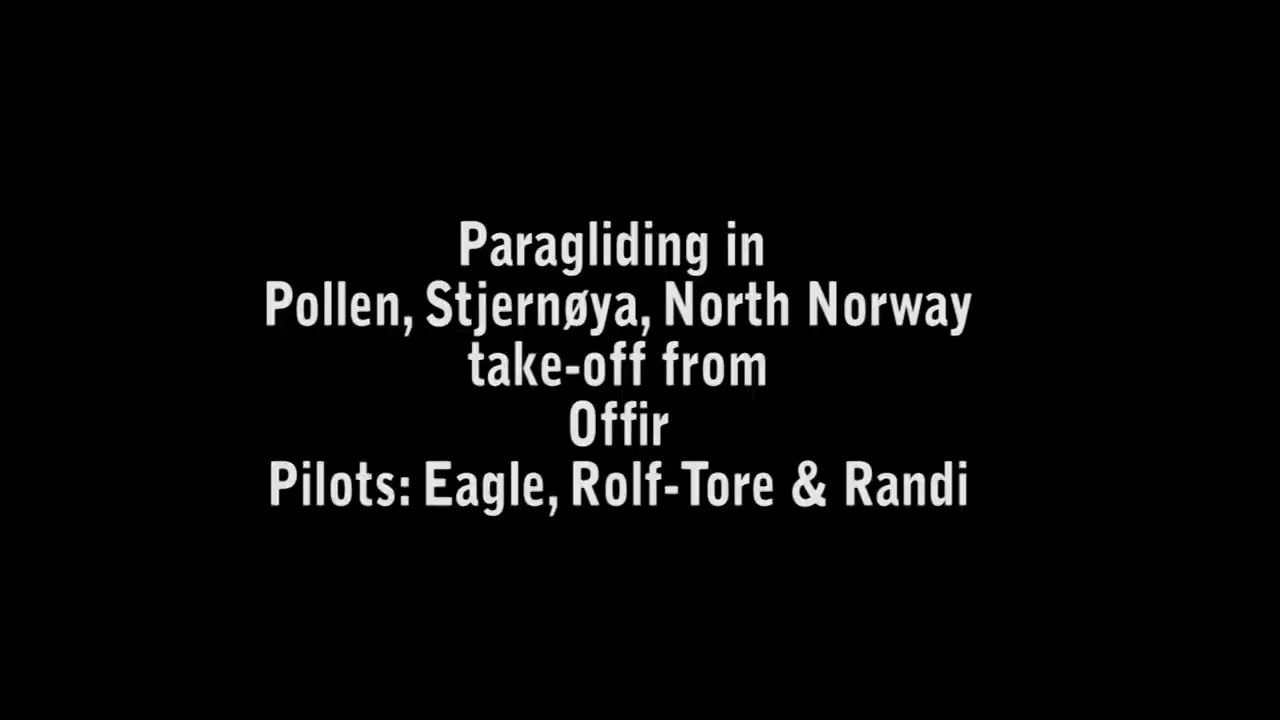 Paragliding in
Pollen, Stjernøya, North Norway
take-off from
Offir
Pilots: Eagle, Rolf-Tore & Randi